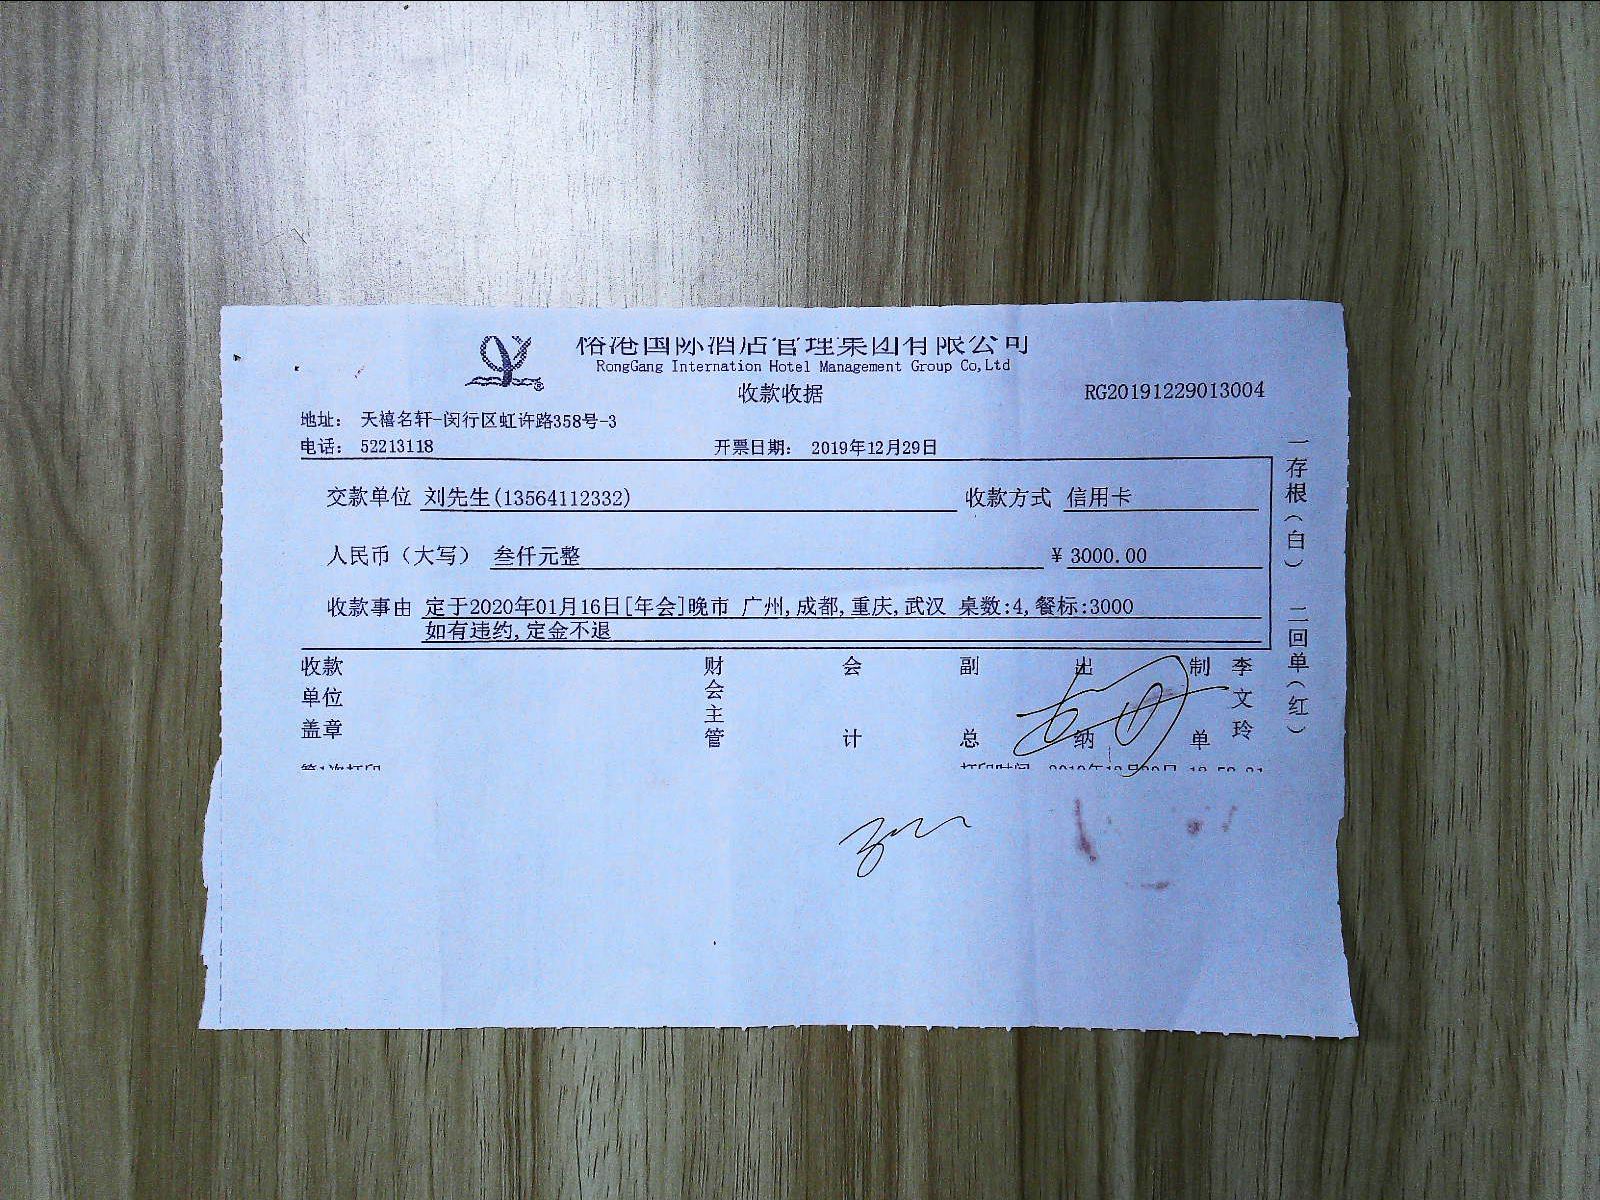 榕港国际酒店管理集团有限公司
RongGang Internation Hotel Management Group Co,Ltd
收款收据 RG20191229013004
地址： 天禧名轩-闵行区虹许路358号-3
电话： 52213118 开票日期： 2019年12月29日
交款单位 刘先生(13564112332) 收款方式 信用卡
人民币（大写） 叁仟元整 ¥ 3000.00
收款事由 定于2020年01月16日[年会]晚市 广州,成都,重庆,武汉 桌数:4,餐标:3000
如有违约,定金不退
收款单位盖章 财会主管 会计 副总 出纳 制单 李文玲
一存根（白） 二回单（红）
第1次打印